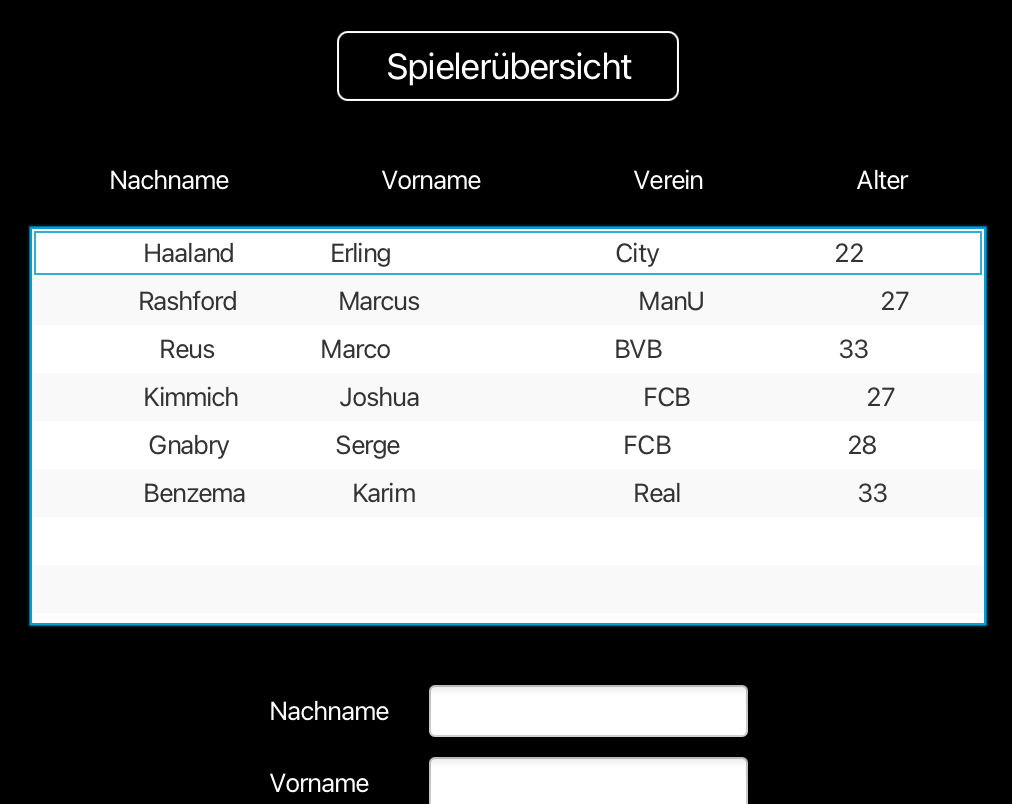 Spielerübersicht
Nachname Vorname Verein Alter
Haaland Erling City 22
Rashford Marcus ManU 27
Reus Marco BVB 33
Kimmich Joshua FCB 27
Gnabry Serge FCB 28
Benzema Karim Real 33
Nachname
Vorname